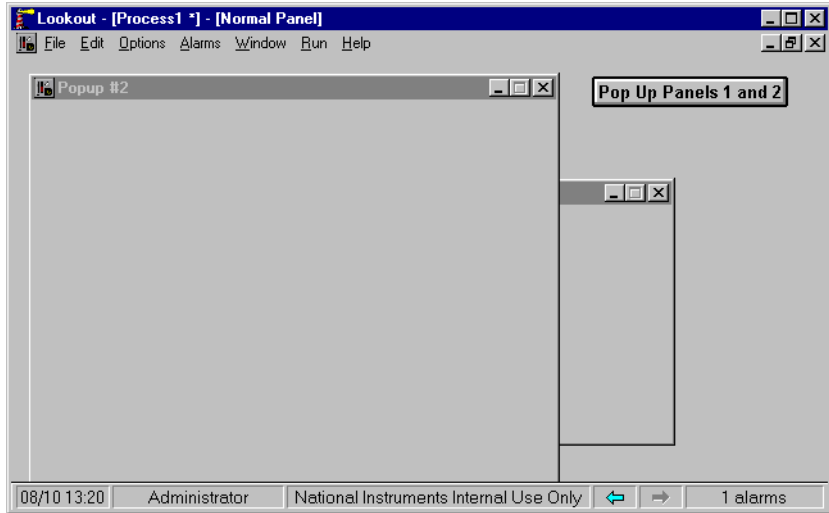 Lookout - [Process1 *] - [Normal Panel]
File Edit Options Alarms Window Run Help
Popup #2
Pop Up Panels 1 and 2
08/10 13:20 Administrator National Instruments Internal Use Only 1 alarms